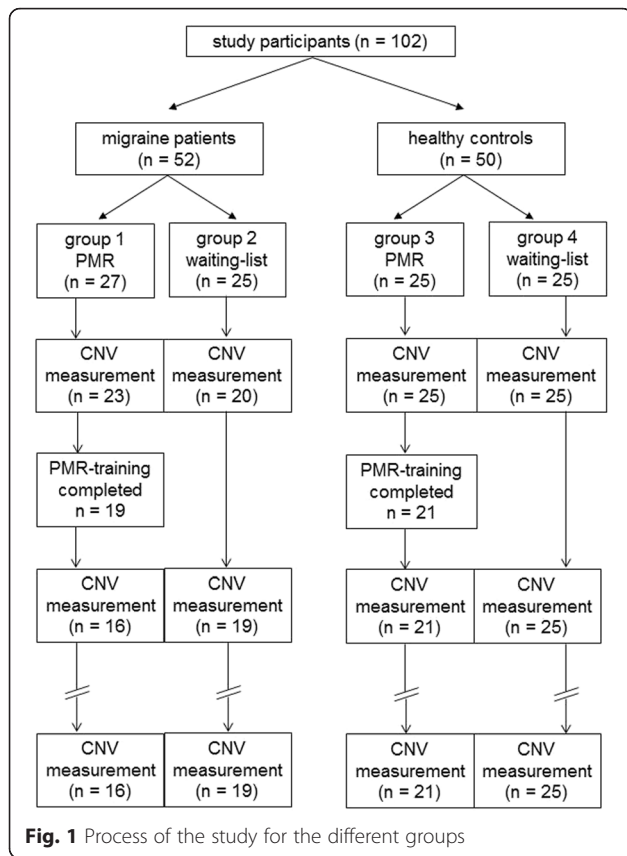 study participants (n = 102)
migraine patients
(n = 52)
healthy controls
(n = 50)
group 1
PMR
(n = 27)
group 2
waiting-list
(n = 25)
group 3
PMR
(n = 25)
group 4
waiting-list
(n = 25)
CNV
measurement
(n = 23)
CNV
measurement
(n = 20)
CNV
measurement
(n = 25)
CNV
measurement
(n = 25)
PMR-training
completed
n = 19
PMR-training
completed
n = 21
CNV
measurement
(n = 16)
CNV
measurement
(n = 19)
CNV
measurement
(n = 21)
CNV
measurement
(n = 25)
CNV
measurement
(n = 16)
CNV
measurement
(n = 19)
CNV
measurement
(n = 21)
CNV
measurement
(n = 25)
Fig. 1 Process of the study for the different groups